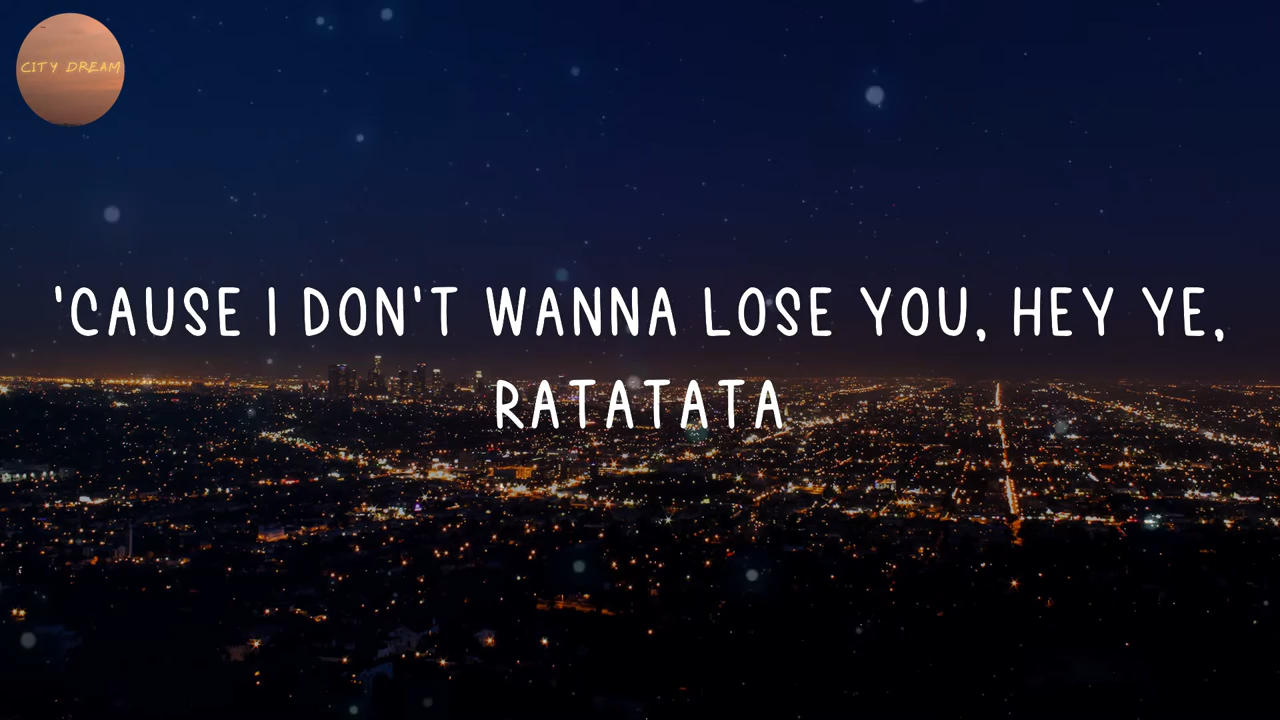 CITY DREAM
'CAUSE I DON'T WANNA LOSE YOU, HEY YE,
RATATATA